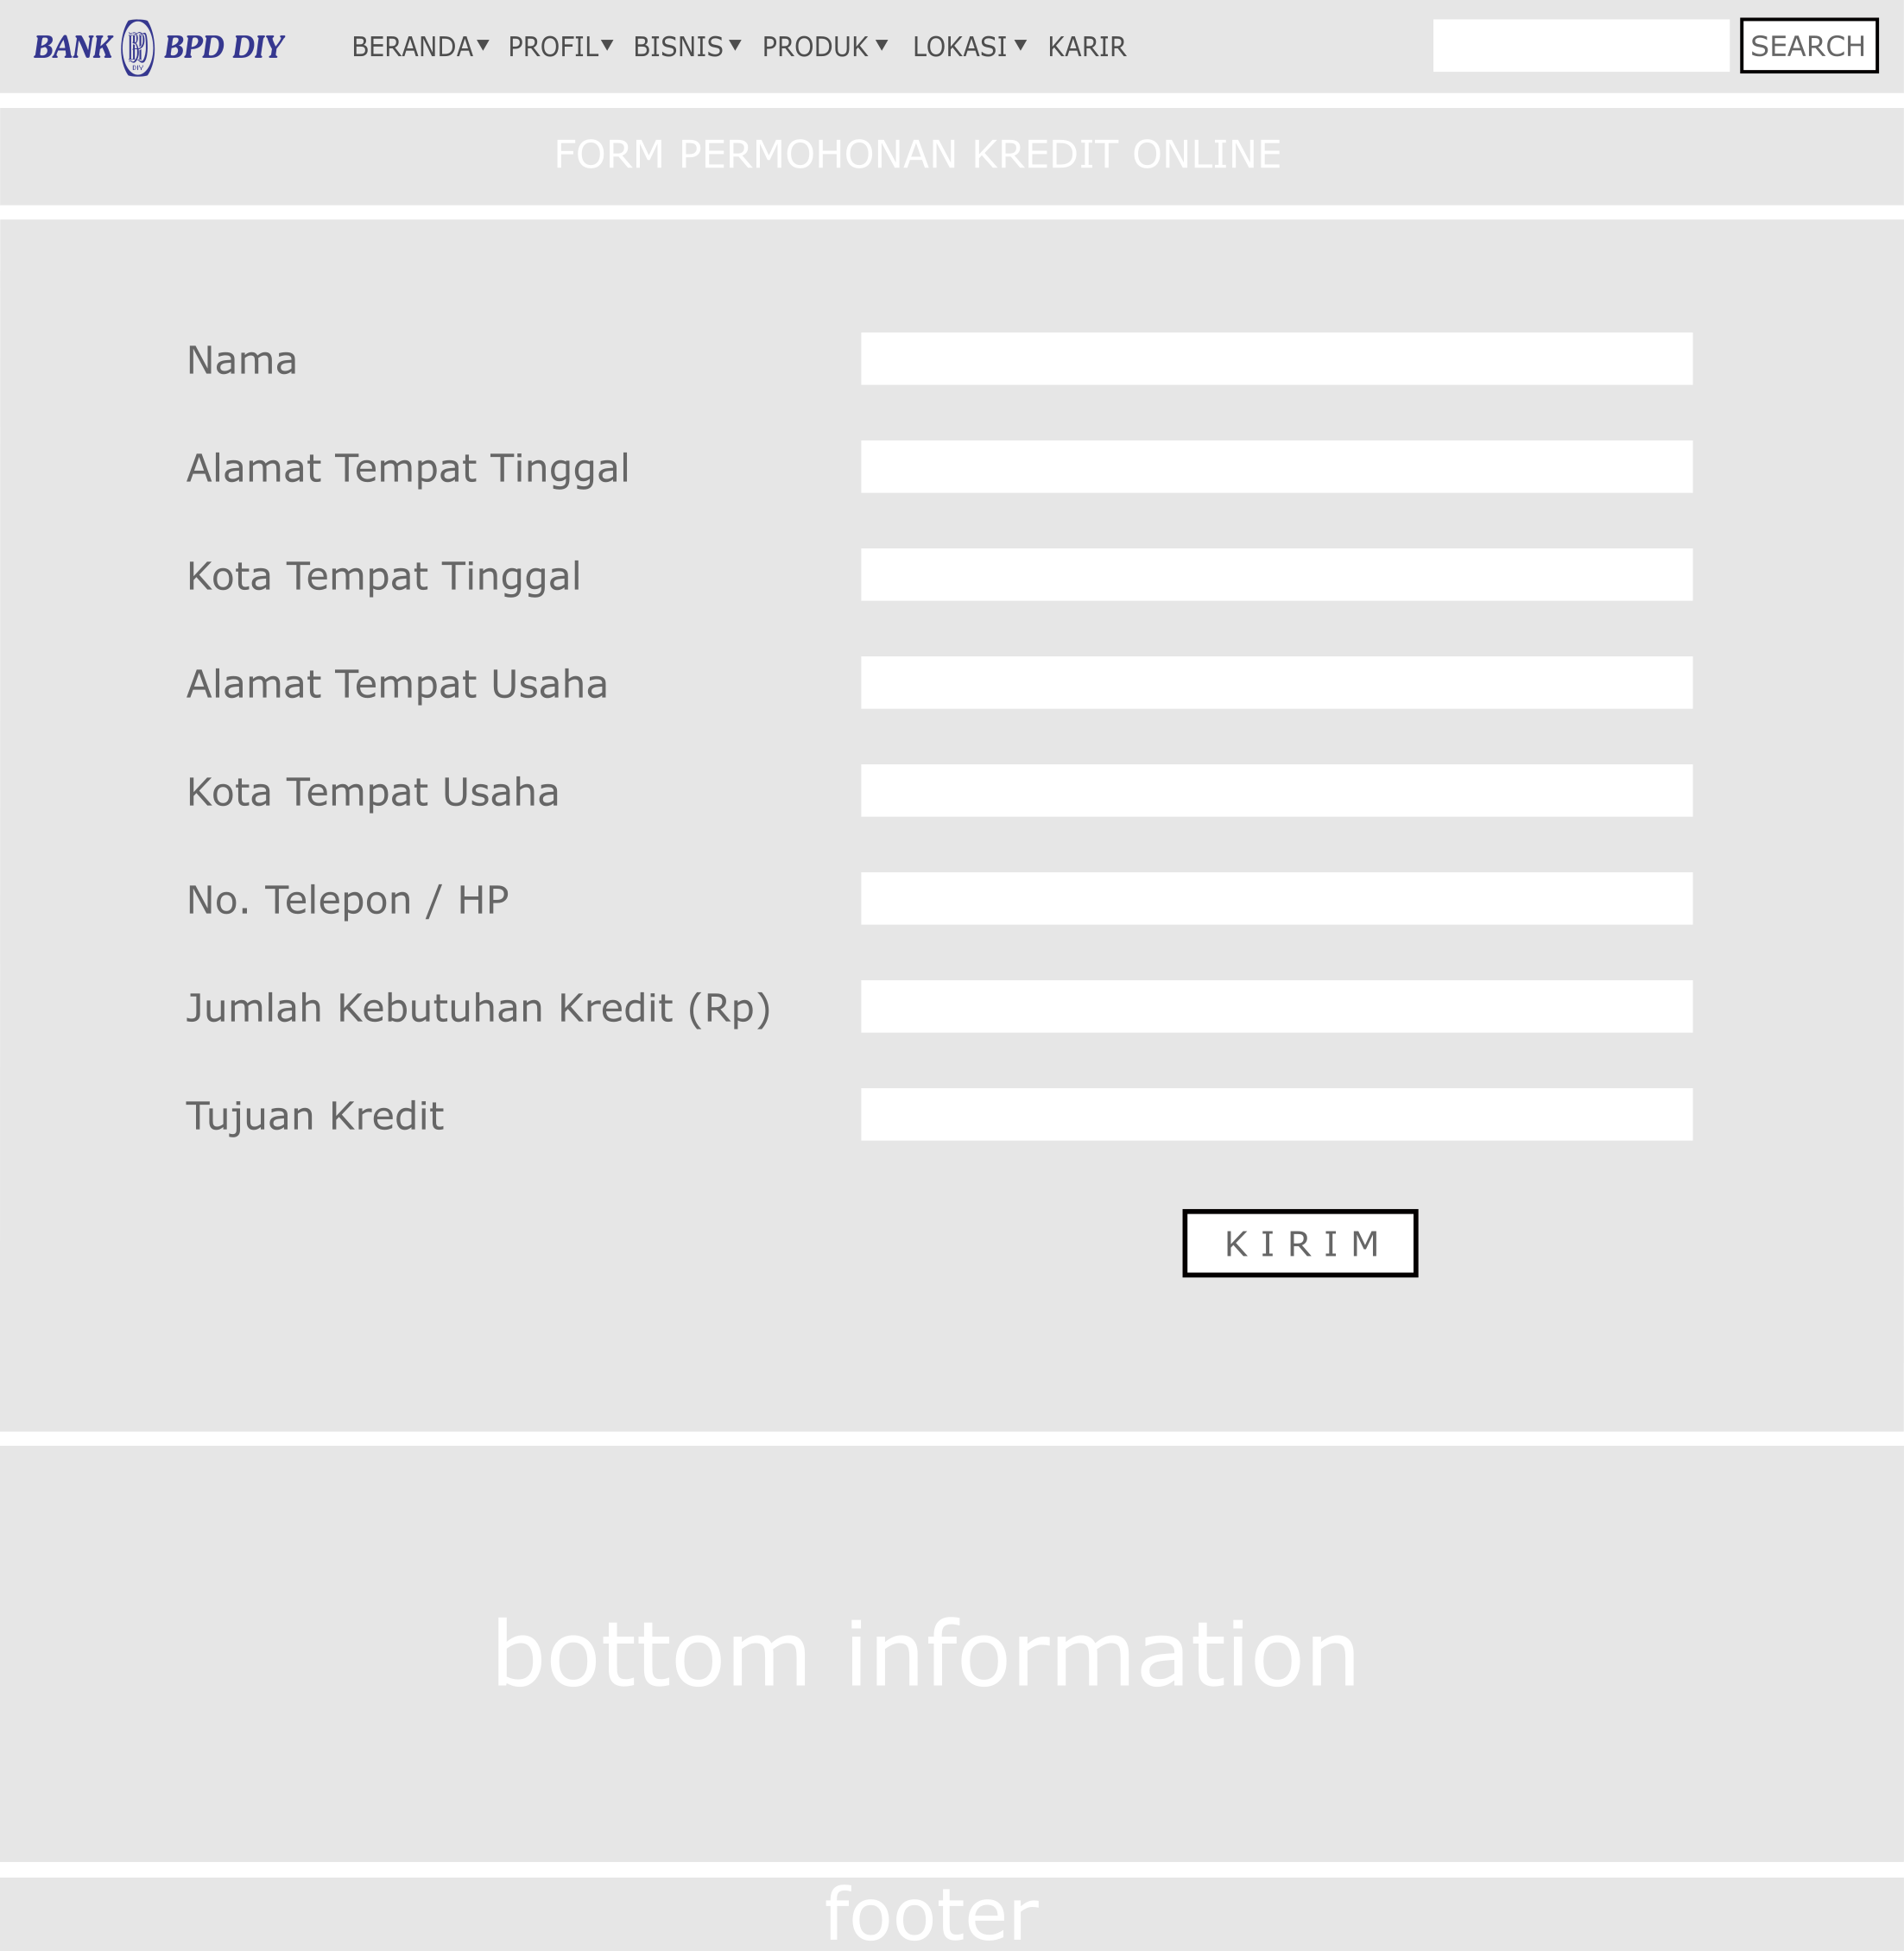 BANK BPD DIY BERANDA PROFIL BISNIS PRODUK LOKASI KARIR SEARCH
FORM PERMOHONAN KREDIT ONLINE
Nama
Alamat Tempat Tinggal
Kota Tempat Tinggal
Alamat Tempat Usaha
Kota Tempat Usaha
No. Telepon / HP
Jumlah Kebutuhan Kredit (Rp)
Tujuan Kredit
KIRIM
bottom information
footer